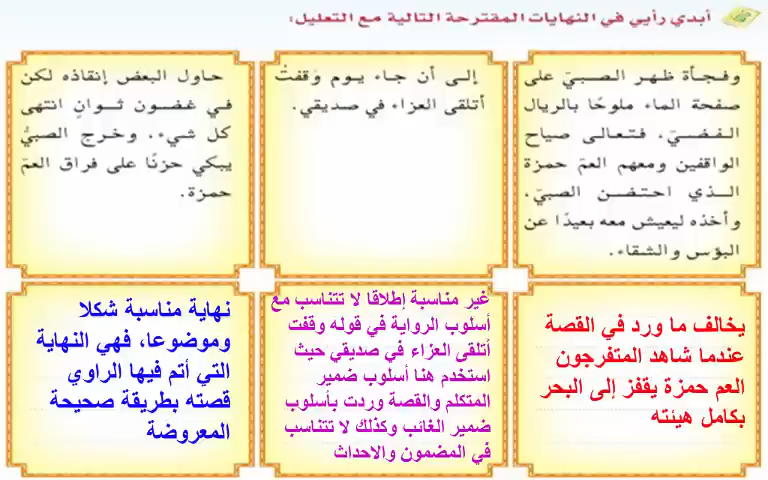 أبدي رأيي في النهايات المقترحة التالية مع التعليل:
وفجأة ظهر الصبيّ على
صفحة الماء ملوحًا بالريال
الفضيّ، فتعالى صياح
الواقفين ومعهم العمّ حمزة
الذي احتضن الصبيّ،
وأخذه ليعيش معه بعيدًا عن
البؤس والشقاء.
إلى أن جاء يوم وَقفتُ
أتلقى العزاء في صديقي.
حاول البعض إنقاذه لكن
في غضون ثوانٍ انتهى
كل شيء، وخرج الصبيُّ
يبكي حزنًا على فراق العمّ
حمزة.
يخالف ما ورد في القصة
عندما شاهد المتفرجون
العم حمزة يقفز إلى البحر
بكامل هيئته
غير مناسبة إطلاقا لا تتناسب مع
أسلوب الرواية في قوله وقفت
أتلقى العزاء في صديقي حيث
استخدم هنا أسلوب ضمير
المتكلم والقصة وردت بأسلوب
ضمير الغائب وكذلك لا تتناسب
في المضمون والاحداث
نهاية مناسبة شكلا
وموضوعا، فهي النهاية
التي أتم فيها الراوي
قصته بطريقة صحيحة
المعروضة